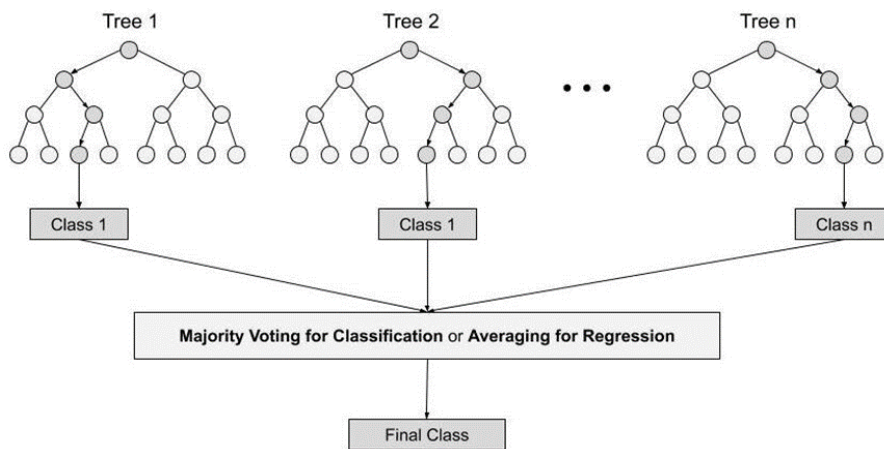 Tree 1
Tree 2
Tree n
Class 1
Class 1
Class n
Majority Voting for Classification or Averaging for Regression
Final Class